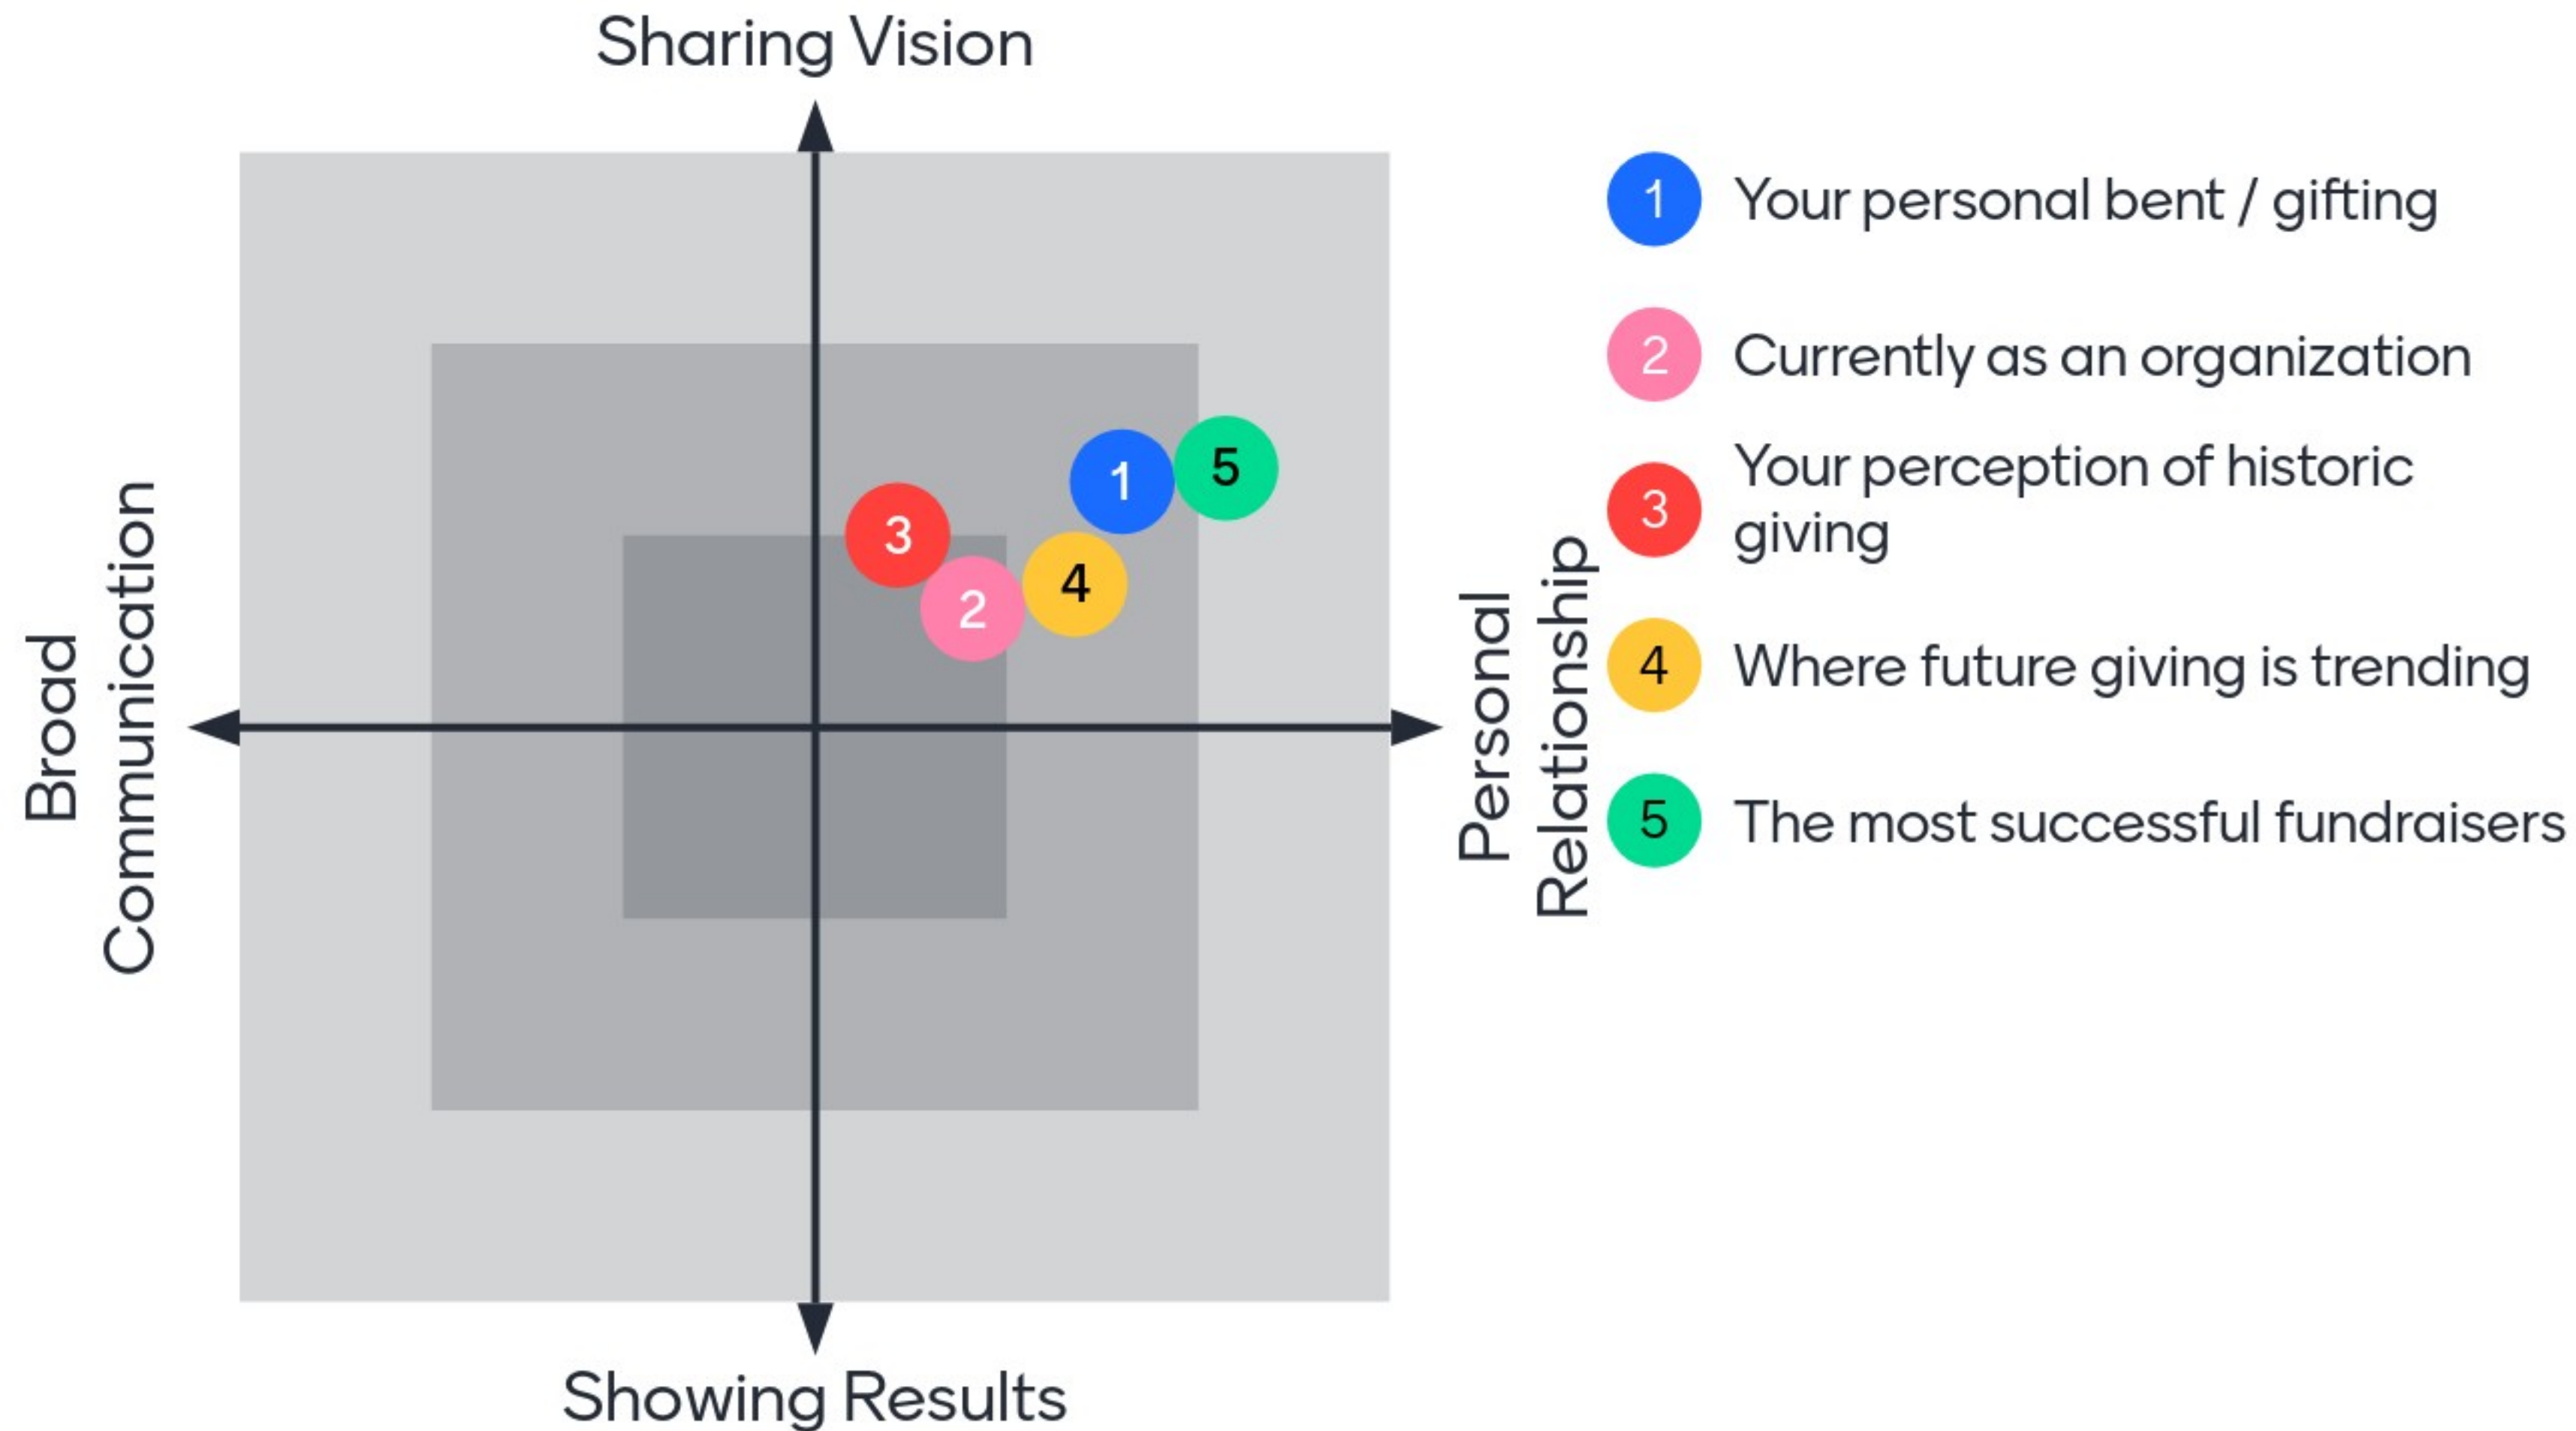 Sharing Vision
Broad
Communication
3
1
5
2
4
Personal
Relationship
Showing Results
1 Your personal bent / gifting
2 Currently as an organization
3 Your perception of historic
giving
4 Where future giving is trending
5 The most successful fundraisers